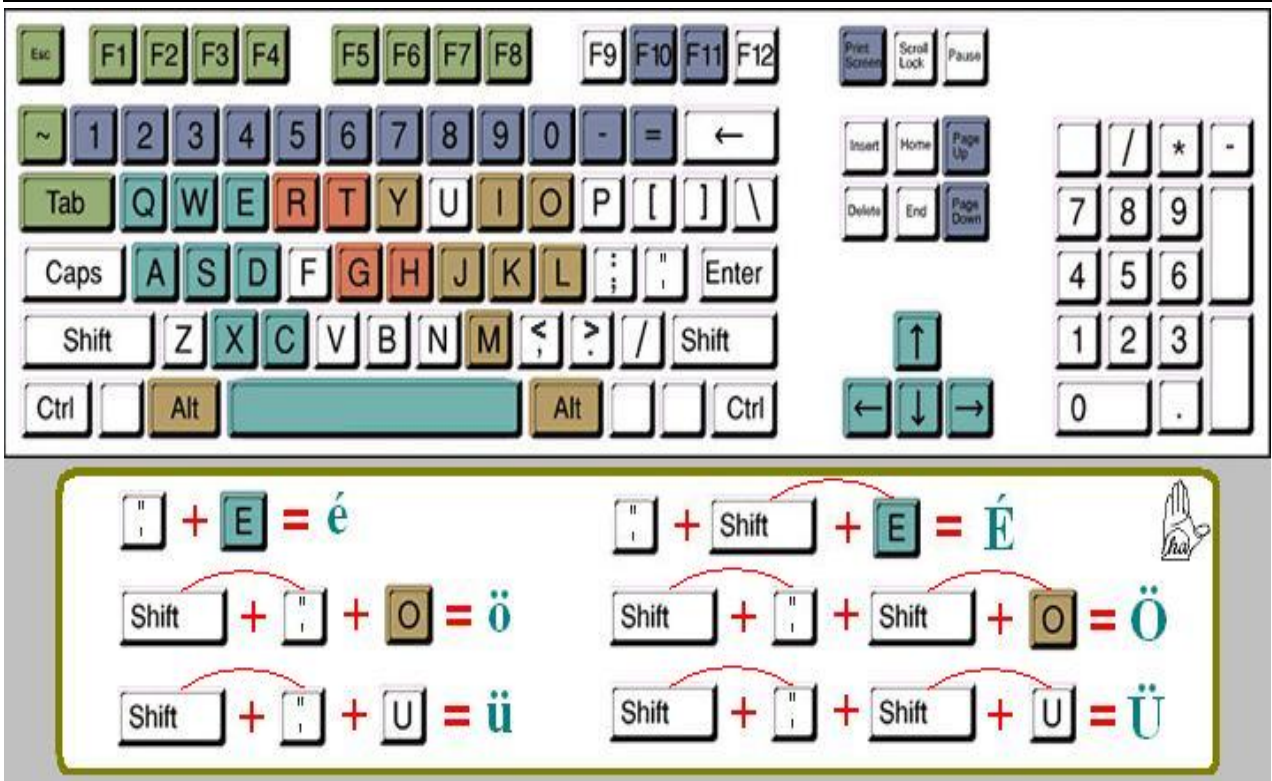 Esc F1 F2 F3 F4 F5 F6 F7 F8 F9 F10 F11 F12 Print Screen Scroll Lock Pause
~ 1 2 3 4 5 6 7 8 9 0 - = ← Insert Home Page Up / * -
Tab Q W E R T Y U I O P [ ] \ Delete End Page Down 7 8 9
Caps A S D F G H J K L : ; " ' Enter 4 5 6
Shift Z X C V B N M < , > . / Shift ↑ 1 2 3
Ctrl Alt Alt Ctrl ← ↓ → 0 .
" ' + E = é " ' + Shift + E = É
ha
Shift + " ' + O = ö Shift + " ' + Shift + O = Ö
Shift + " ' + U = ü Shift + " ' + Shift + U = Ü